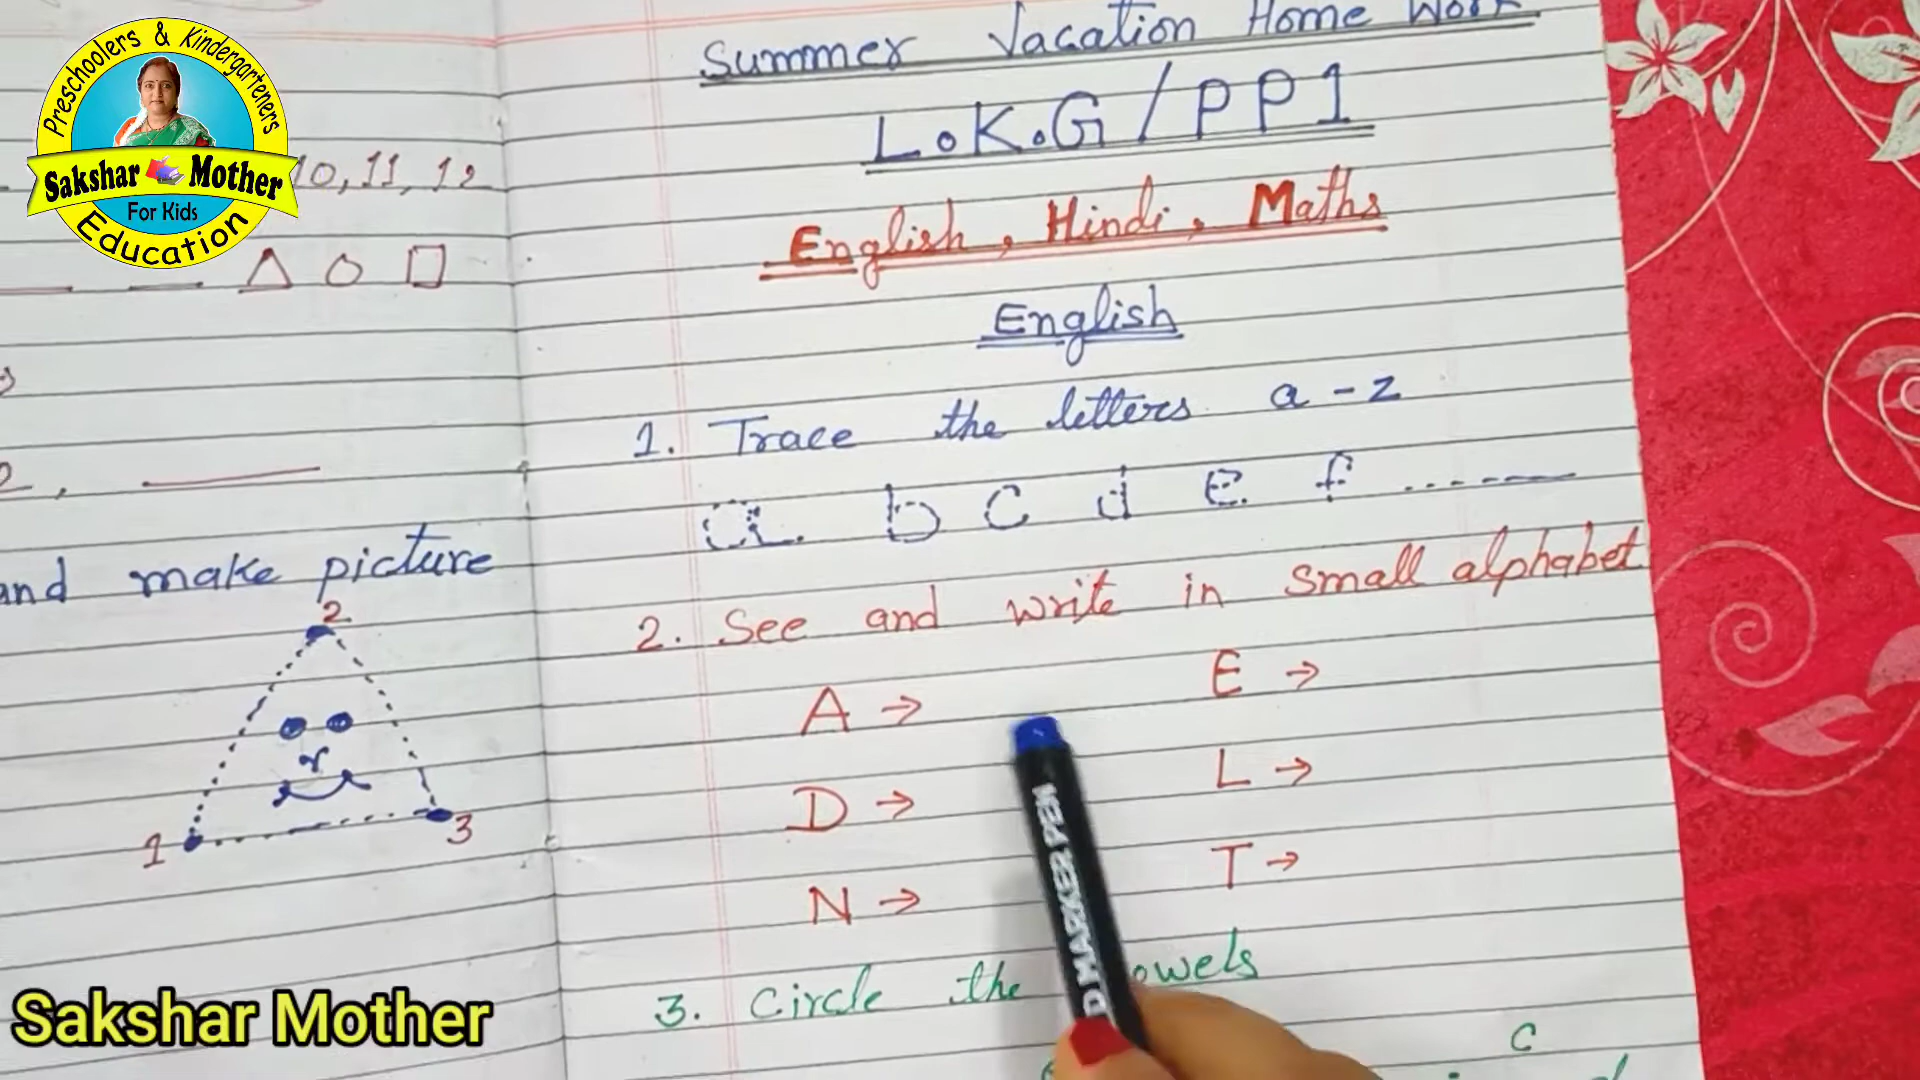 Preschoolers & Kindergarteners
Sakshar Mother
For Kids
Education
10, 11, 12
and make picture
2
1
3
Summer Vacation Home Work
L.K.G / PP1
English, Hindi, Maths
English
1. Trace the letters a - z
a b c d e f
2. See and write in small alphabet
A → E →
D → L →
N → T →
3. Circle the owels
c
D MARKER PEN
Sakshar Mother